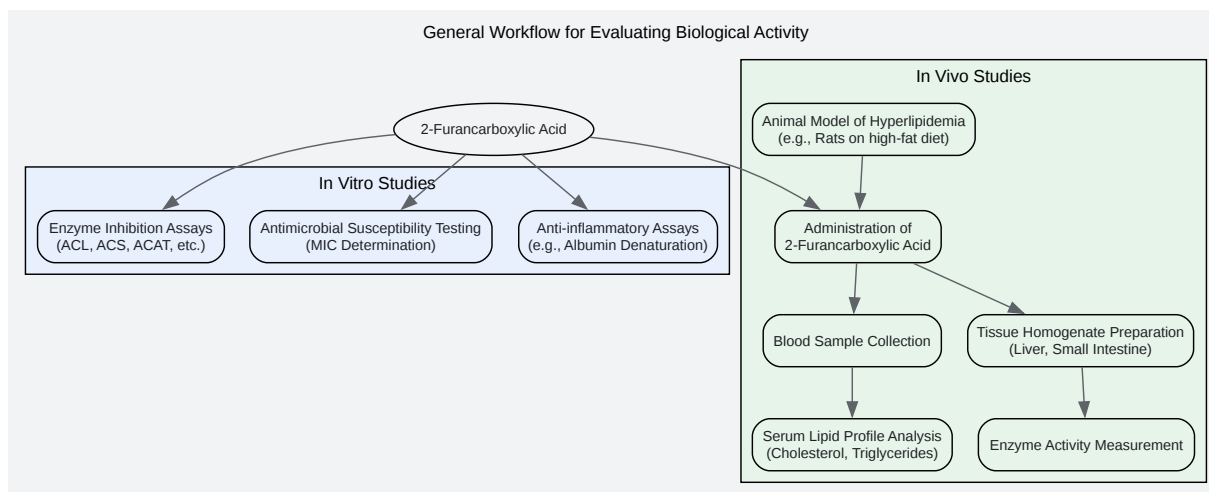 General Workflow for Evaluating Biological Activity
In Vivo Studies
Animal Model of Hyperlipidemia
(e.g., Rats on high-fat diet)
2-Furancarboxylic Acid
In Vitro Studies
Enzyme Inhibition Assays
(ACL, ACS, ACAT, etc.)
Antimicrobial Susceptibility Testing
(MIC Determination)
Anti-inflammatory Assays
(e.g., Albumin Denaturation)
Administration of
2-Furancarboxylic Acid
Blood Sample Collection
Tissue Homogenate Preparation
(Liver, Small Intestine)
Serum Lipid Profile Analysis
(Cholesterol, Triglycerides)
Enzyme Activity Measurement